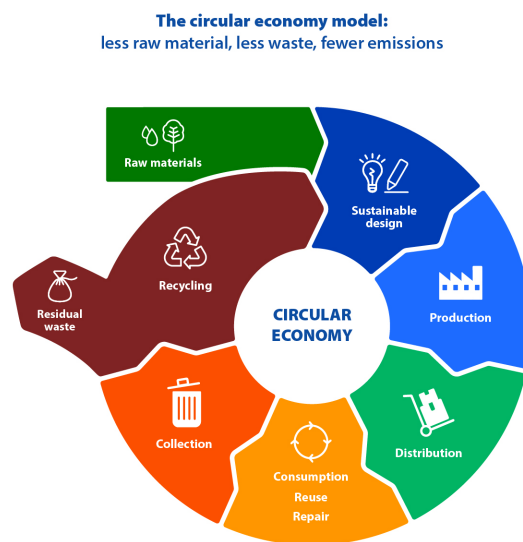 The circular economy model:
less raw material, less waste, fewer emissions
Raw materials
Sustainable
design
Production
Distribution
Consumption
Reuse
Repair
Collection
Recycling
Residual
waste
CIRCULAR
ECONOMY